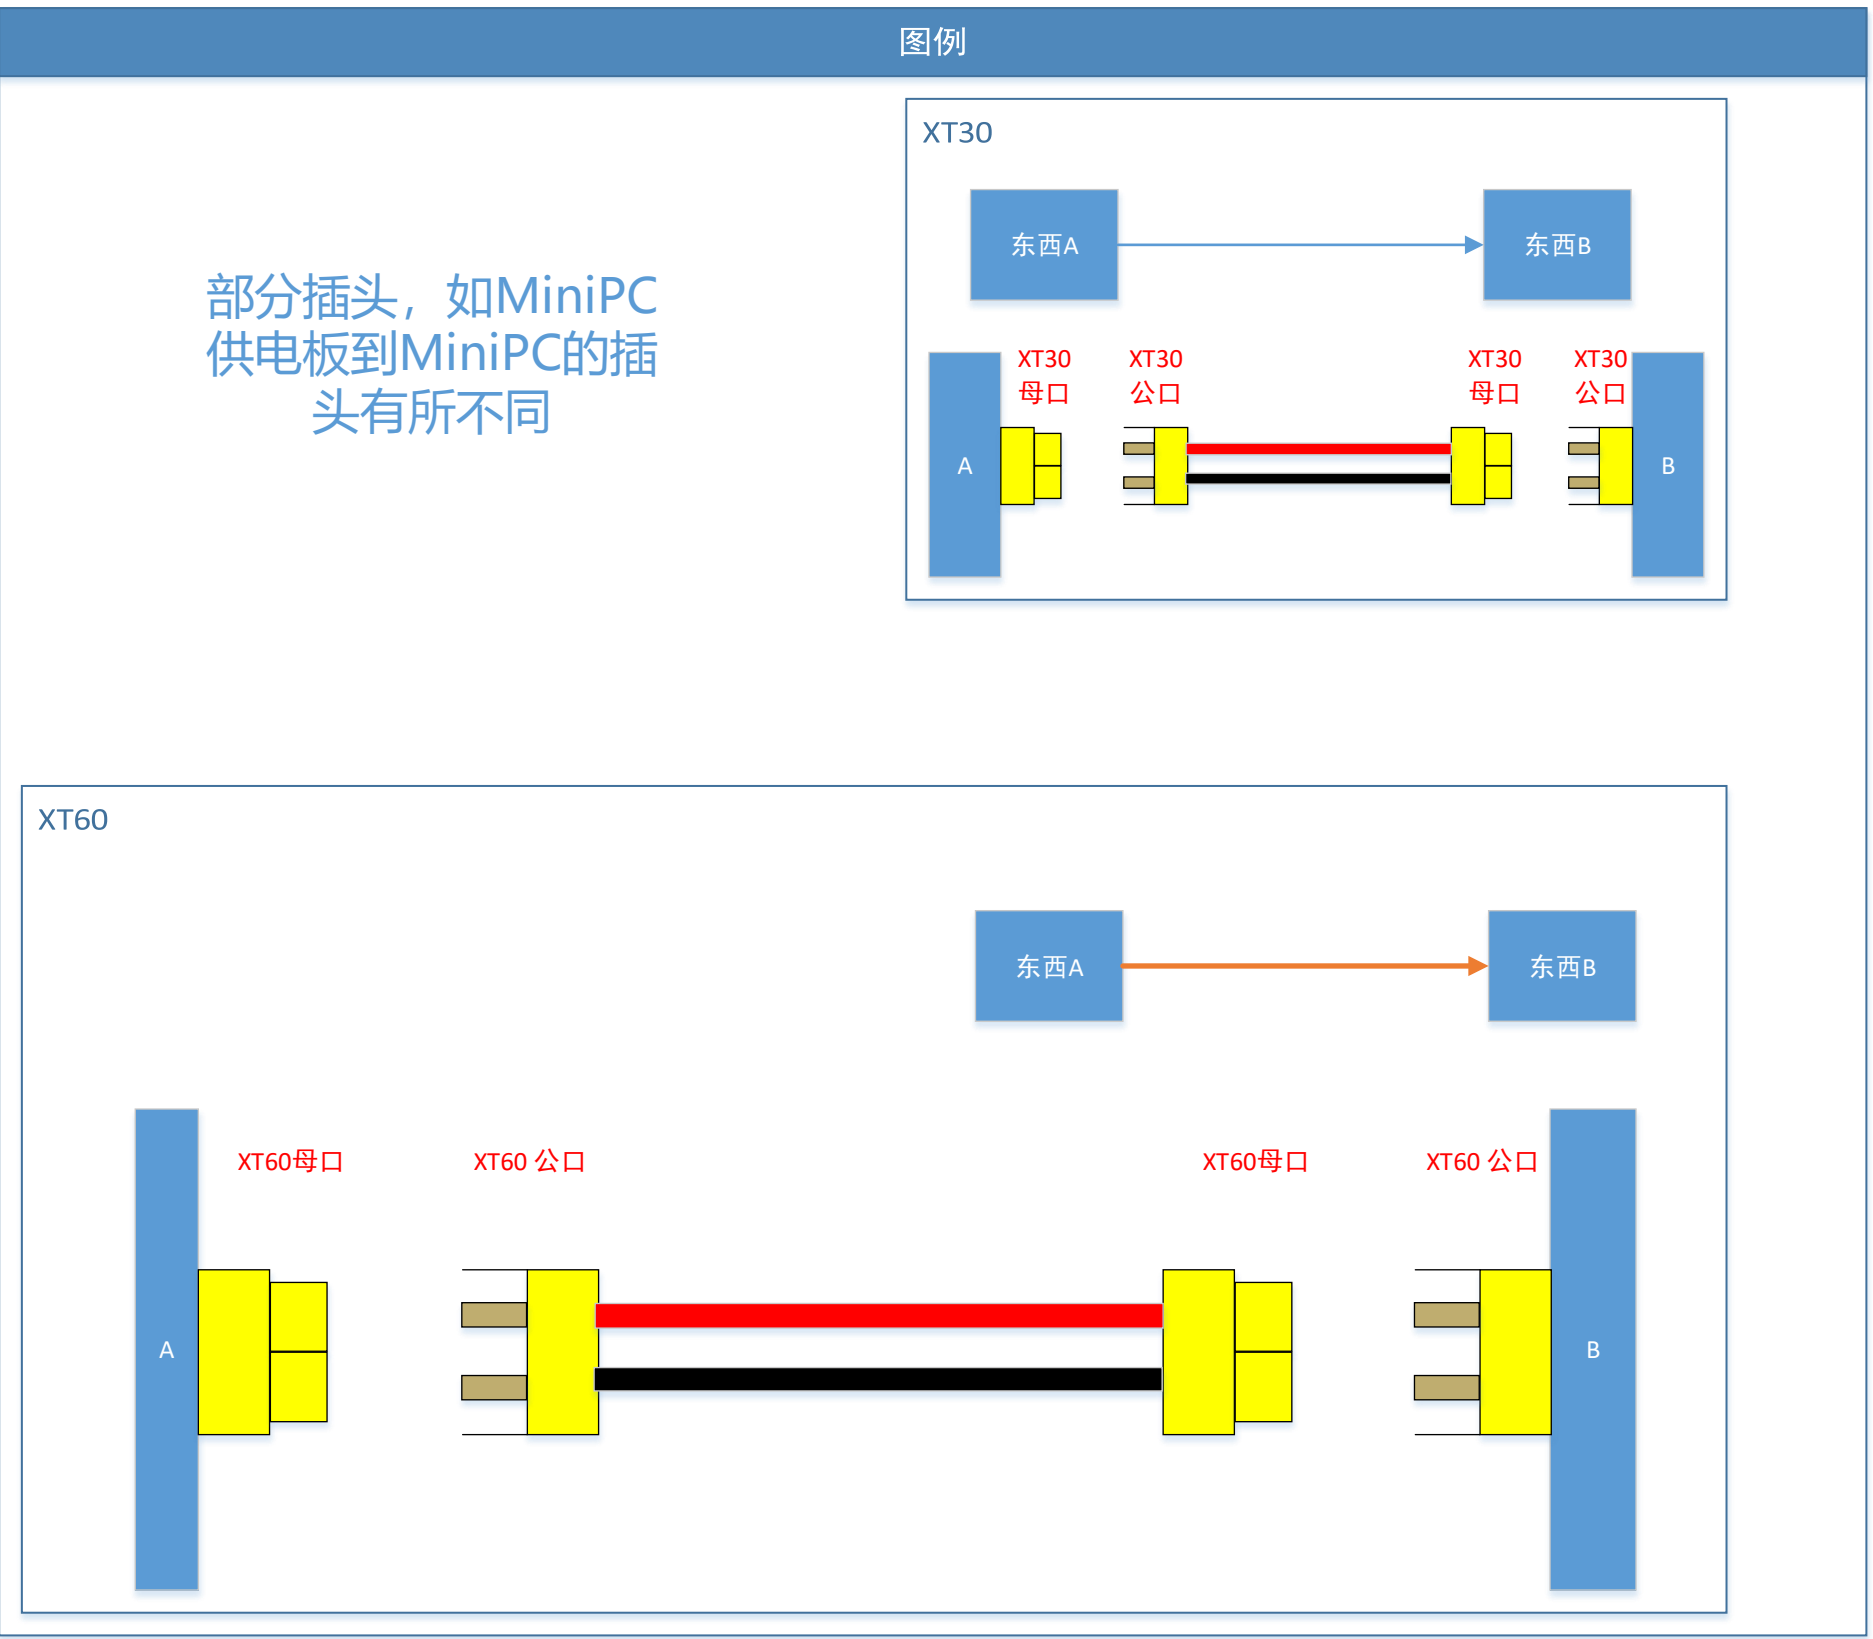 图例
部分插头，如MiniPC
供电板到MiniPC的插
头有所不同
XT30
东西A
东西B
XT30
母口
XT30
公口
XT30
母口
XT30
公口
A
B
XT60
东西A
东西B
XT60母口
XT60 公口
XT60母口
XT60 公口
A
B